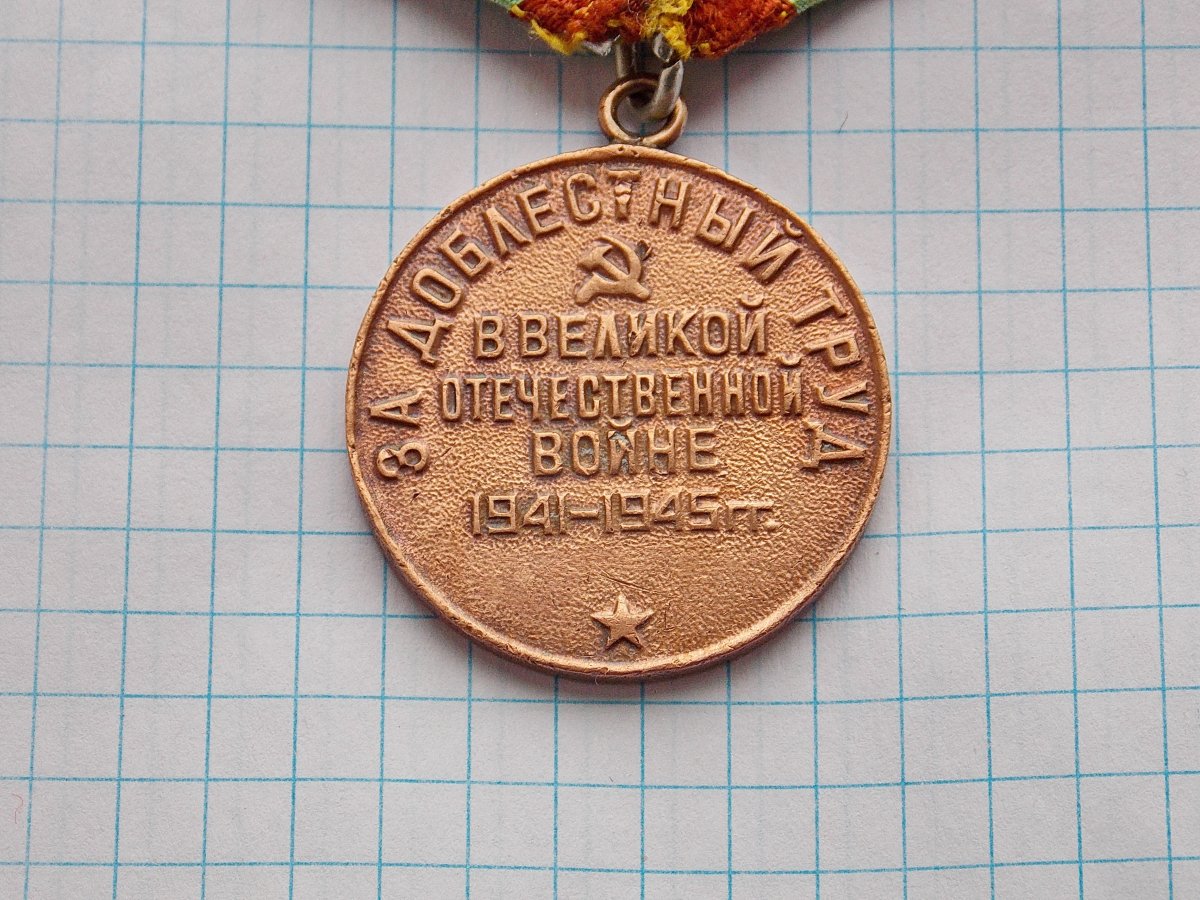 ЗА ДОБЛЕСТНЫЙ ТРУД
В ВЕЛИКОЙ
ОТЕЧЕСТВЕННОЙ
ВОЙНЕ
1941-1945 гг.